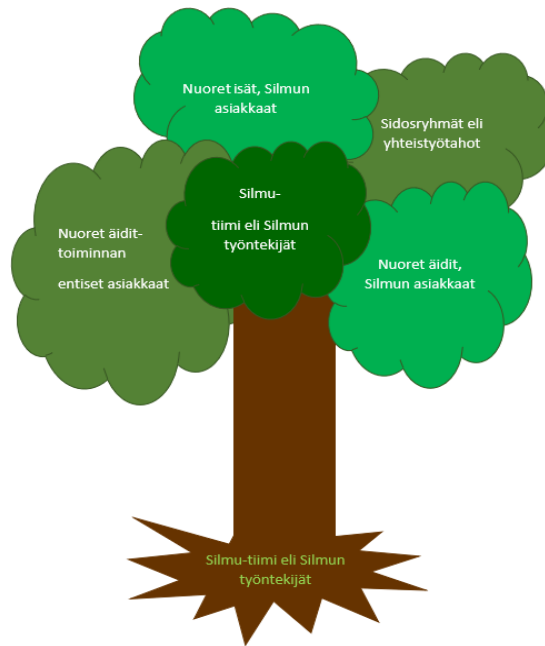 Nuoret isät, Silmun
asiakkaat
Sidosryhmät eli
yhteistyötahot
Silmu-
tiimi eli Silmun
työntekijät
Nuoret äidit-
toiminnan
entiset asiakkaat
Nuoret äidit,
Silmun asiakkaat
Silmu-tiimi eli Silmun
työntekijät